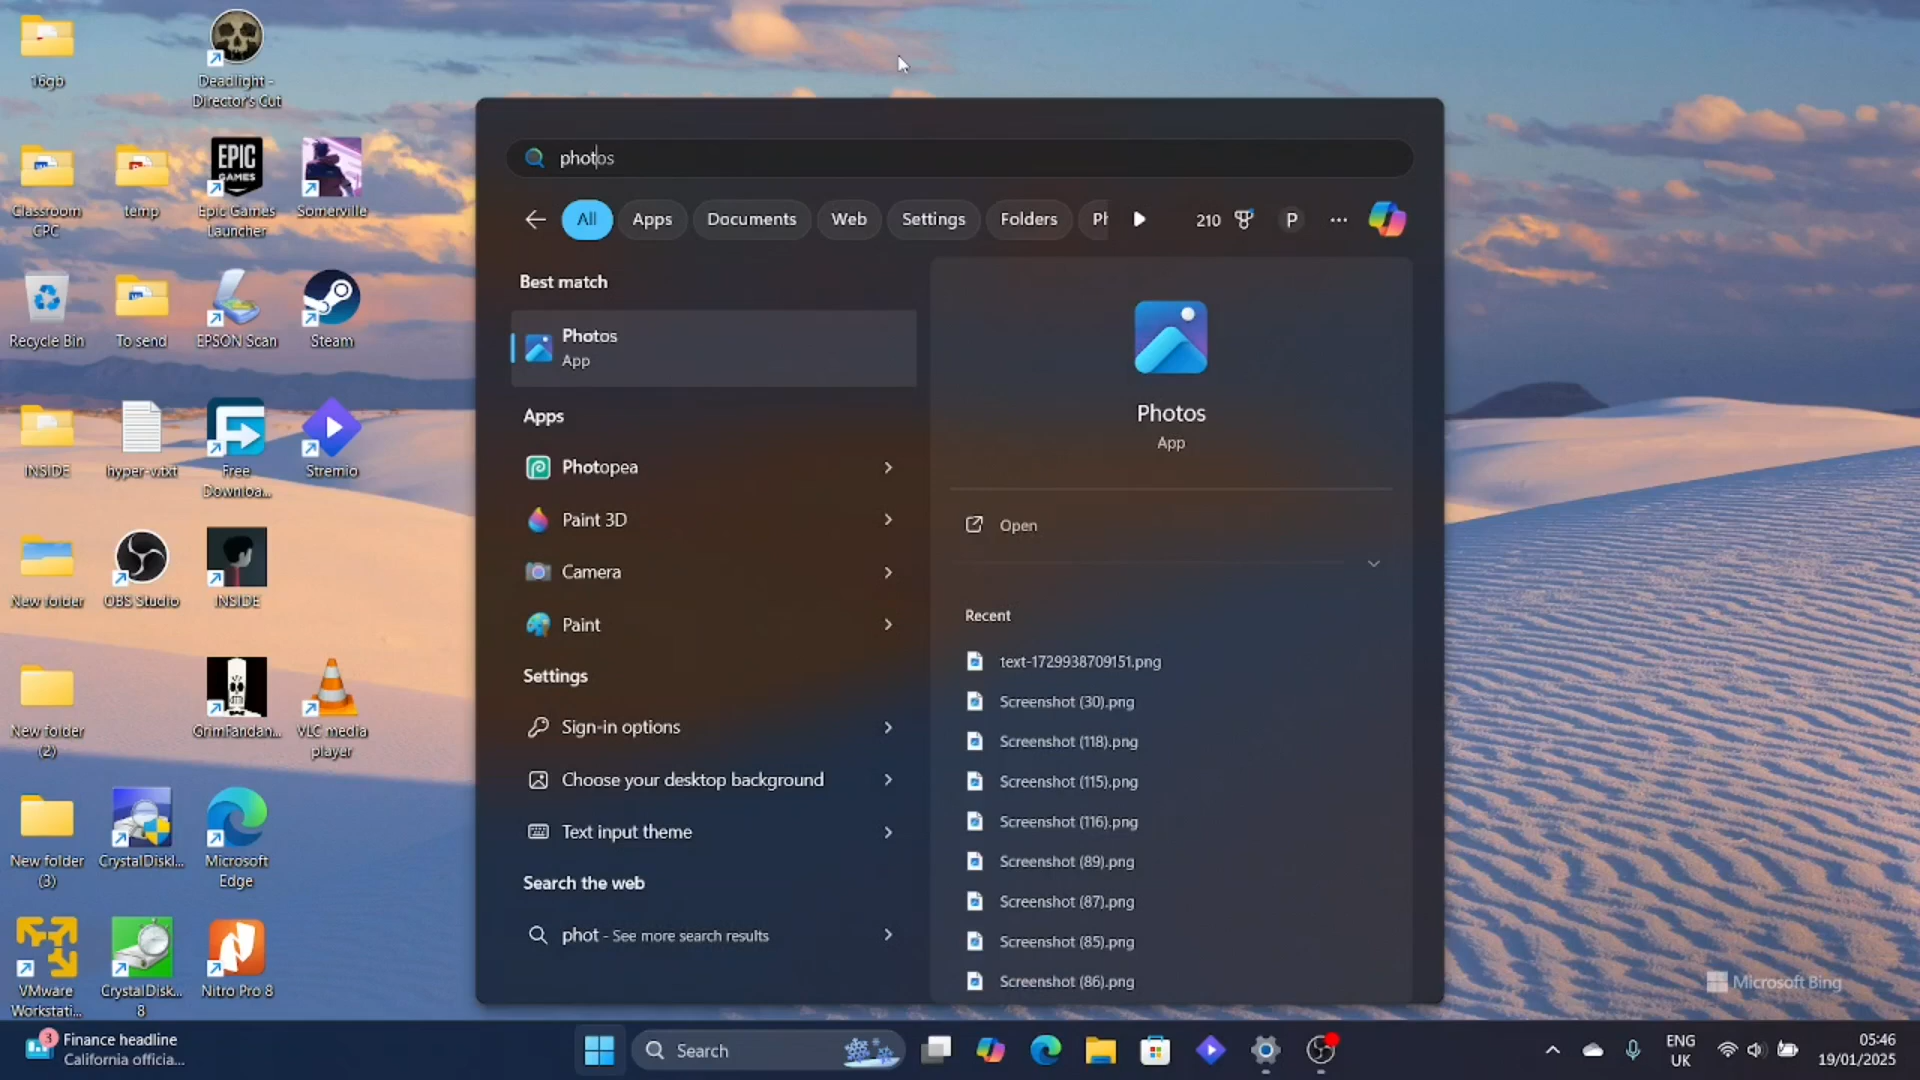 16gb
Deadlight -
Director's Cut
Classroom
CPC
temp
EPIC
GAMES
Epic Games
Launcher
Somerville
Recycle Bin
To send
EPSON Scan
Steam
INSIDE
hyper-v.txt
Free
Downloa...
Stremio
New folder
OBS Studio
INSIDE
New folder
(2)
GrimFandan...
VLC media
player
New folder
(3)
CrystalDiskI...
Microsoft
Edge
VMware
Workstati...
CrystalDisk...
8
Nitro Pro 8
photos
All
Apps
Documents
Web
Settings
Folders
Ph
210
P
Best match
Photos
App
Apps
Photopea
Paint 3D
Camera
Paint
Settings
Sign-in options
Choose your desktop background
Text input theme
Search the web
phot - See more search results
Photos
App
Open
Recent
text-1729938709151.png
Screenshot (30).png
Screenshot (118).png
Screenshot (115).png
Screenshot (116).png
Screenshot (89).png
Screenshot (87).png
Screenshot (85).png
Screenshot (86).png
Microsoft Bing
3
Finance headline
California officia...
Search
ENG
UK
05:46
19/01/2025